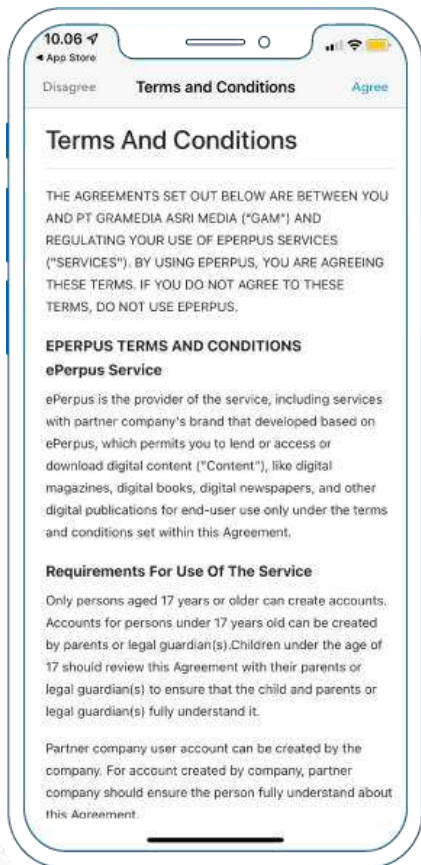 10.06
App Store
Disagree Terms and Conditions Agree
Terms And Conditions
THE AGREEMENTS SET OUT BELOW ARE BETWEEN YOU
AND PT GRAMEDIA ASRI MEDIA ("GAM") AND
REGULATING YOUR USE OF EPERPUS SERVICES
("SERVICES"). BY USING EPERPUS, YOU ARE AGREEING
THESE TERMS. IF YOU DO NOT AGREE TO THESE
TERMS, DO NOT USE EPERPUS.
EPERPUS TERMS AND CONDITIONS
ePerpus Service
ePerpus is the provider of the service, including services
with partner company's brand that developed based on
ePerpus, which permits you to lend or access or
download digital content ("Content"), like digital
magazines, digital books, digital newspapers, and other
digital publications for end-user use only under the terms
and conditions set within this Agreement.
Requirements For Use Of The Service
Only persons aged 17 years or older can create accounts.
Accounts for persons under 17 years old can be created
by parents or legal guardian(s).Children under the age of
17 should review this Agreement with their parents or
legal guardian(s) to ensure that the child and parents or
legal guardian(s) fully understand it.
Partner company user account can be created by the
company. For account created by company, partner
company should ensure the person fully understand about
this Agreement.